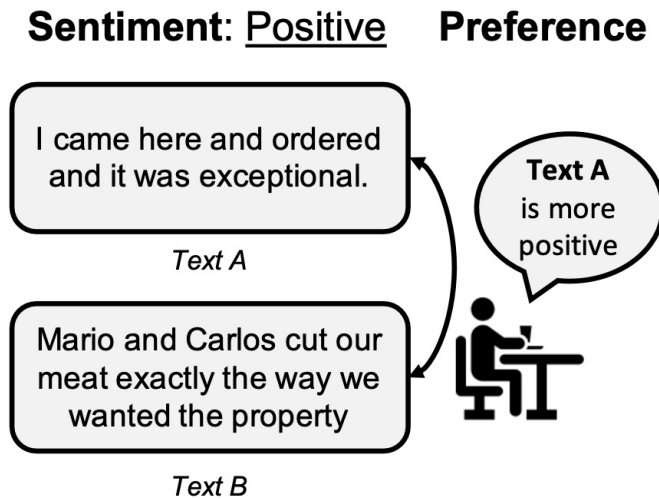 Sentiment: Positive Preference
I came here and ordered
and it was exceptional.
Text A
Text A
is more
positive
Mario and Carlos cut our
meat exactly the way we
wanted the property
Text B